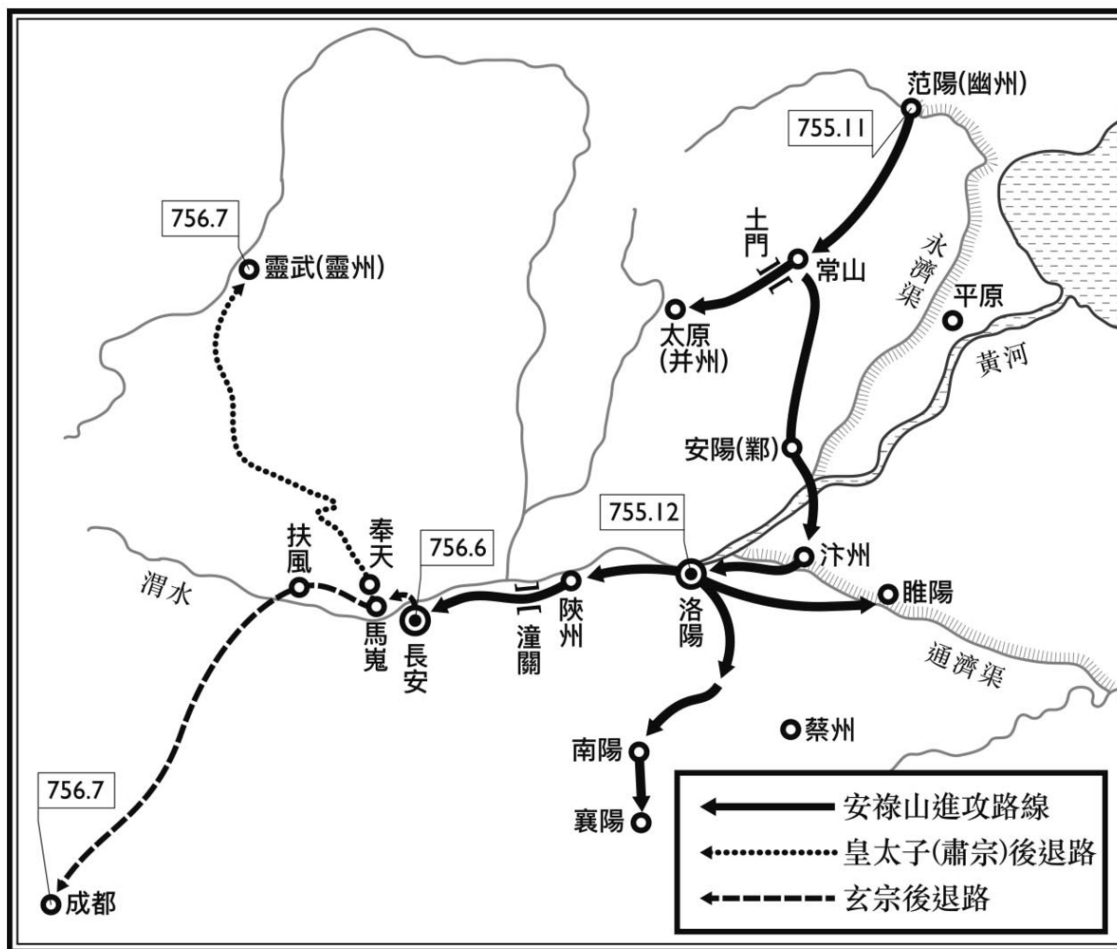 范陽(幽州)
755.11
756.7
靈武(靈州)
土門
常山
永濟渠
平原
太原
(并州)
黃河
安陽(鄴)
755.12
汴州
756.6
奉天
扶風
渭水
馬嵬
長安
潼關
陝州
洛陽
睢陽
通濟渠
蔡州
南陽
襄陽
756.7
成都
安祿山進攻路線
皇太子(肅宗)後退路
玄宗後退路